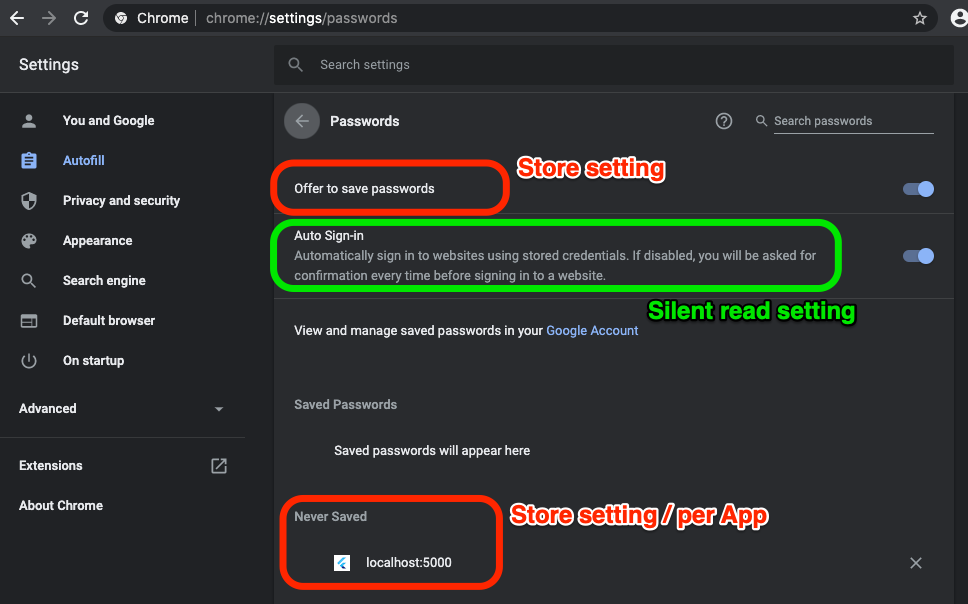 Chrome
chrome://settings/passwords
Settings
Search settings
You and Google
Autofill
Privacy and security
Appearance
Search engine
Default browser
On startup
Advanced
Extensions
About Chrome
Passwords
Search passwords
Store setting
Offer to save passwords
Auto Sign-in
Automatically sign in to websites using stored credentials. If disabled, you will be asked for
confirmation every time before signing in to a website.
Silent read setting
View and manage saved passwords in your Google Account
Saved Passwords
Saved passwords will appear here
Never Saved
Store setting / per App
localhost:5000